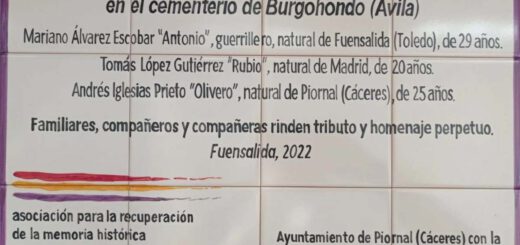 en el cementerio de Burgohondo (Ávila)
Mariano Álvarez Escobar "Antonio", guerrillero, natural de Fuensalida (Toledo), de 29 años.
Tomás López Gutiérrez "Rubio", natural de Madrid, de 20 años.
Andrés Iglesias Prieto "Olivero", natural de Piornal (Cáceres), de 25 años.
Familiares, compañeros y compañeras rinden tributo y homenaje perpetuo.
Fuensalida, 2022
asociación para la recuperación
de la memoria histórica
Ayuntamiento de Piornal (Cáceres) con la